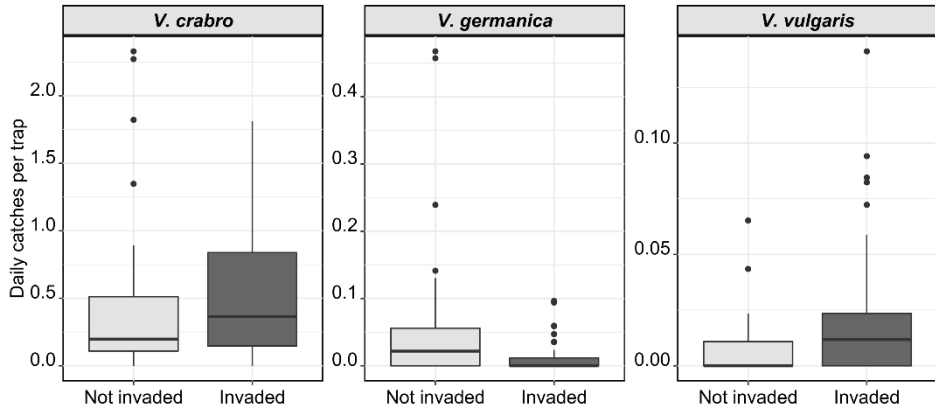 V. crabro
V. germanica
V. vulgaris
Daily catches per trap
2.0
1.5
1.0
0.5
0.0
0.4
0.3
0.2
0.1
0.0
0.10
0.05
0.00
Not invaded
Invaded
Not invaded
Invaded
Not invaded
Invaded